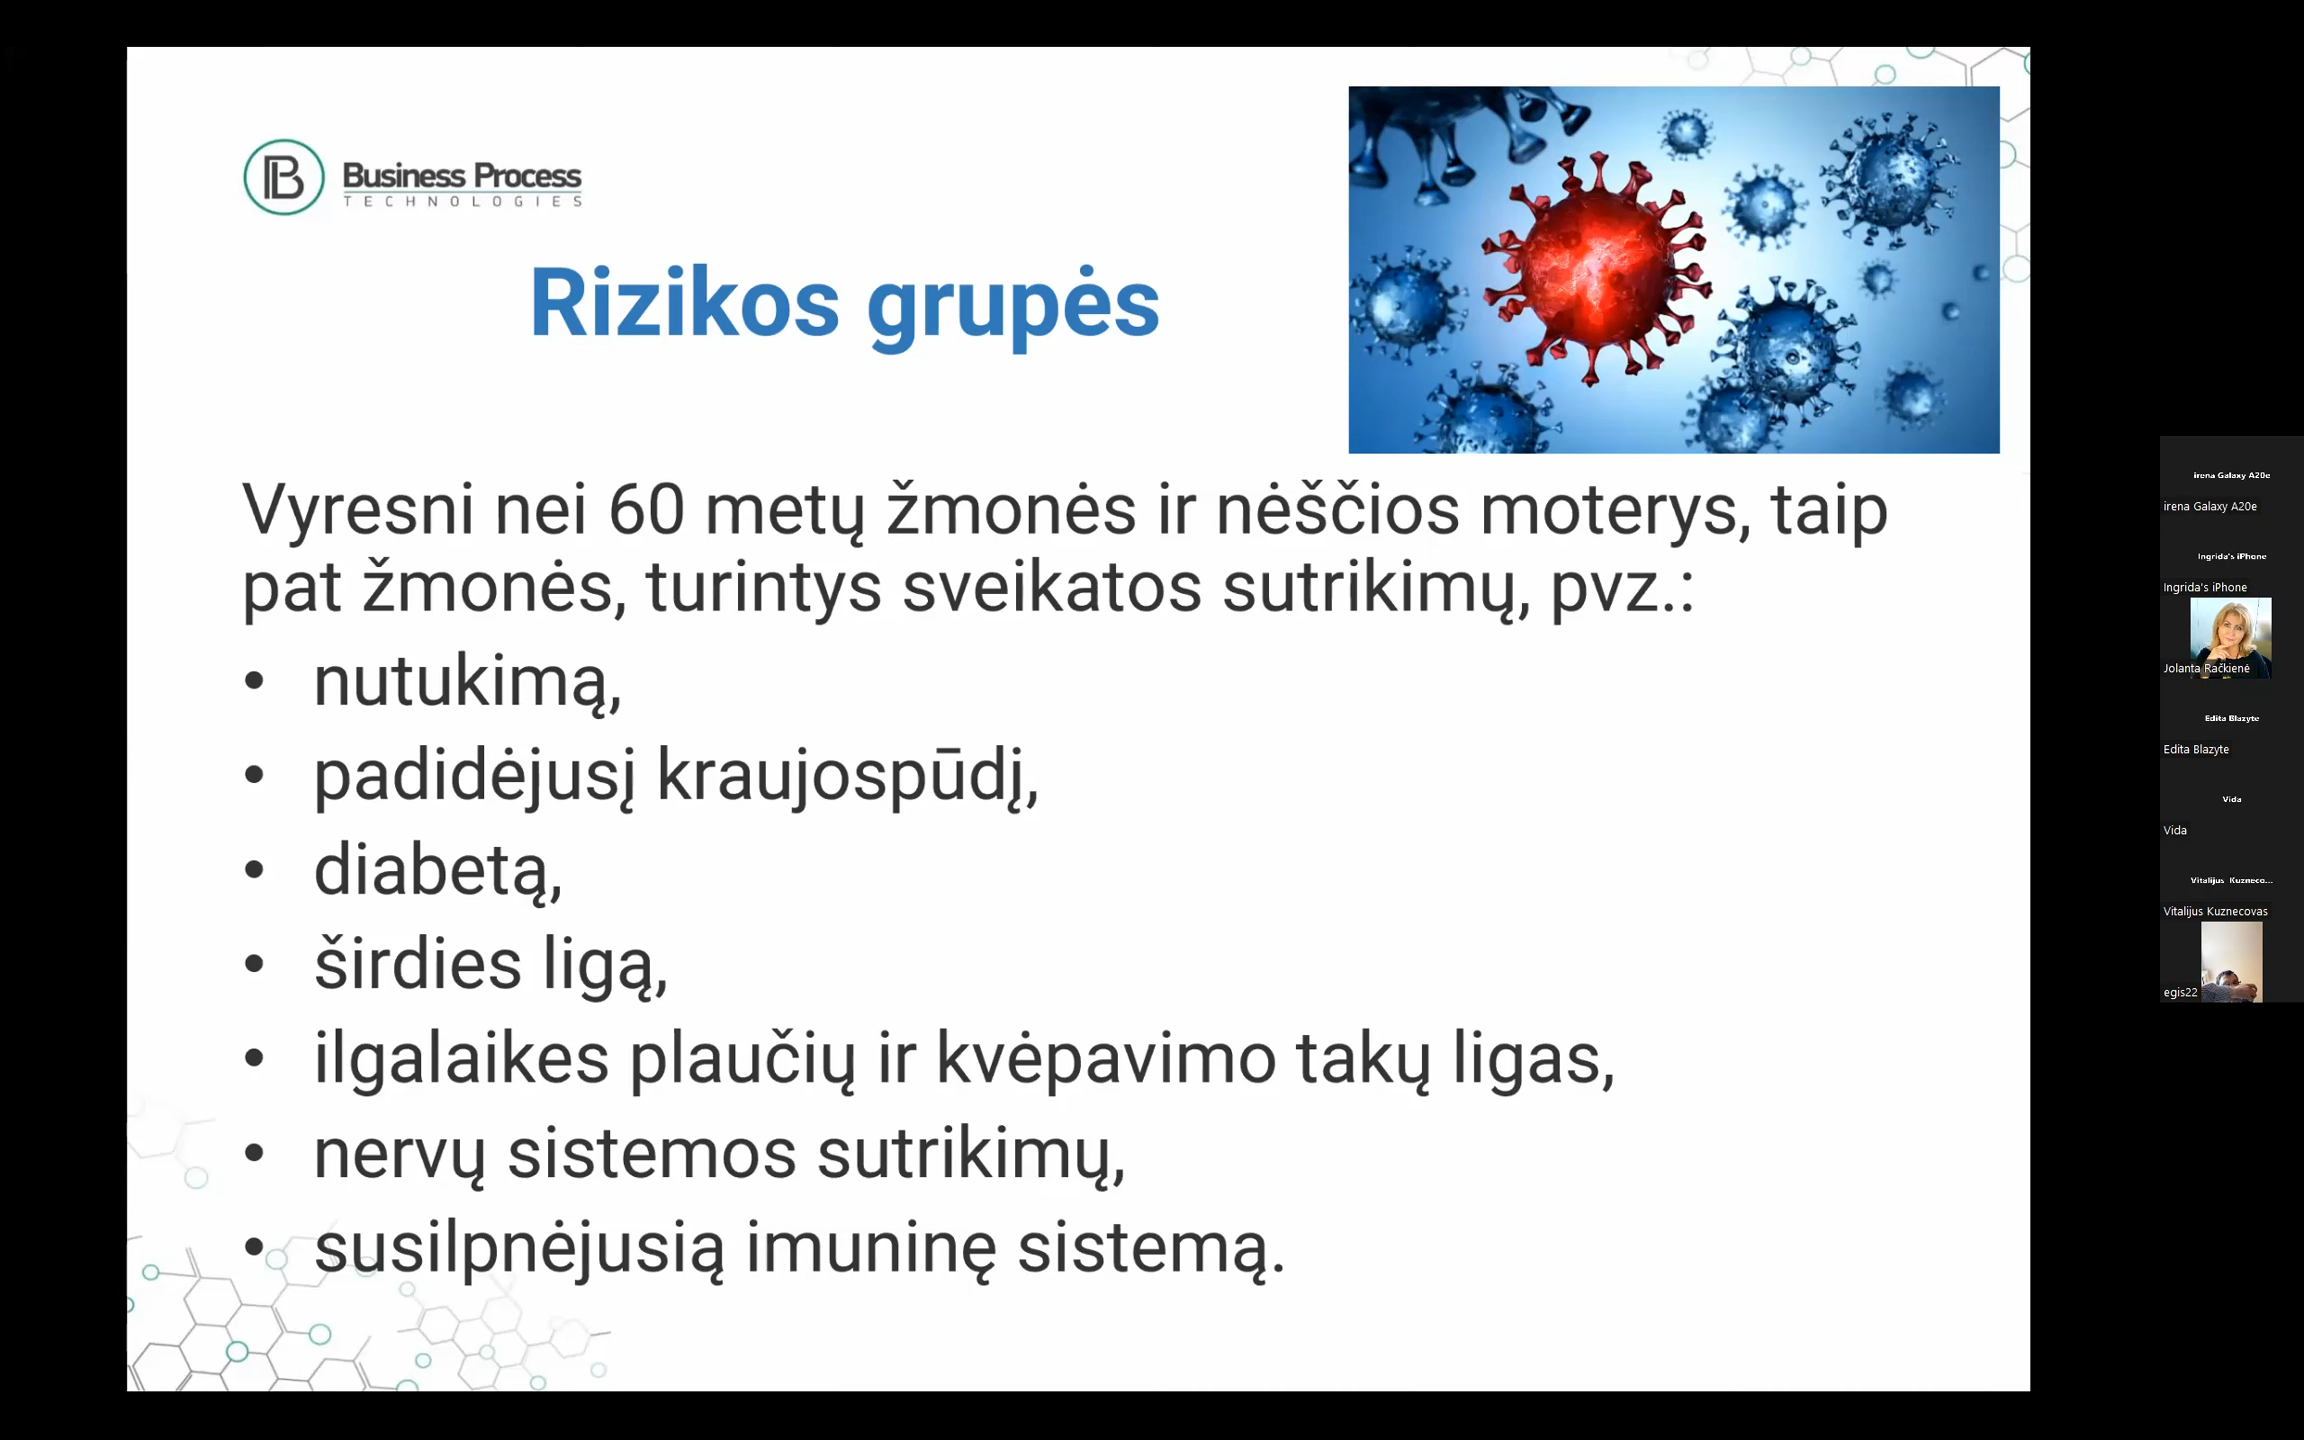 Business Process
TECHNOLOGIES
Rizikos grupės
Vyresni nei 60 metų žmonės ir nėščios moterys, taip
pat žmonės, turintys sveikatos sutrikimų, pvz.:
• nutukimą,
• padidėjusį kraujospūdį,
• diabetą,
• širdies ligą,
• ilgalaikes plaučių ir kvėpavimo takų ligas,
• nervų sistemos sutrikimų,
• susilpnėjusią imuninę sistemą.
irena Galaxy A20e
irena Galaxy A20e
Ingrida's iPhone
Ingrida's iPhone
Jolanta Račkienė
Edita Blazyte
Edita Blazyte
Vida
Vida
Vitalijus Kuzneco...
Vitalijus Kuznecovas
egis22